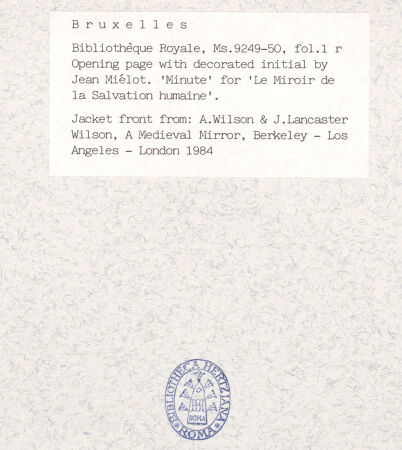 Bruxelles
Bibliothèque Royale, Ms.9249-50, fol.1 r
Opening page with decorated initial by
Jean Miélot. 'Minute' for 'Le Miroir de
la Salvation humaine'.
Jacket front from: A.Wilson & J.Lancaster
Wilson, A Medieval Mirror, Berkeley - Los
Angeles - London 1984
BIBLIOTHECA HERTZIANA
ROMA
ROMA